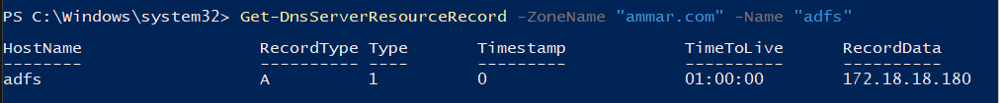 PS C:\Windows\system32> Get-DnsServerResourceRecord -ZoneName "ammar.com" -Name "adfs"
HostName RecordType Type Timestamp TimeToLive RecordData
-------- ---------- ---- --------- ---------- ----------
adfs A 1 0 01:00:00 172.18.18.180